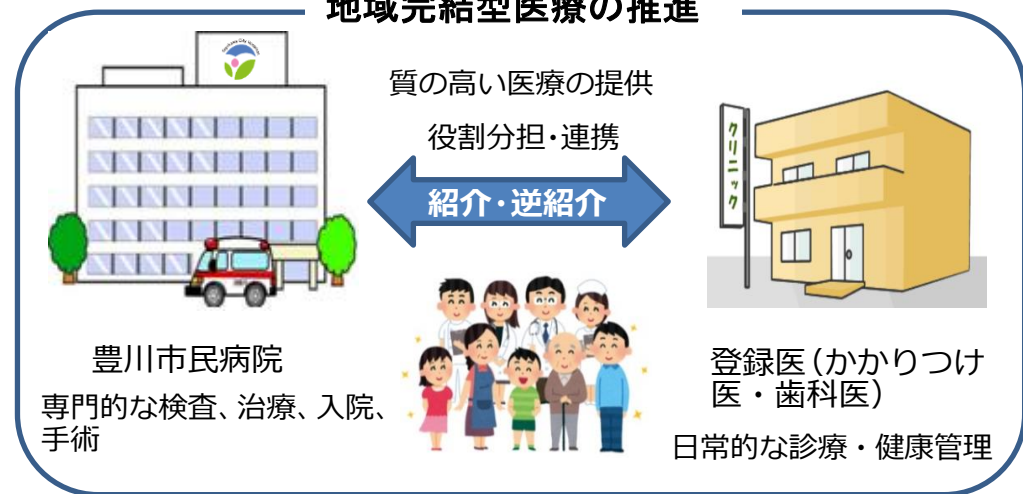 地域完結型医療の推進
質の高い医療の提供
役割分担・連携
紹介・逆紹介
クリニック
豊川市民病院
専門的な検査、治療、入院、
手術
登録医(かかりつけ
医・歯科医)
日常的な診療・健康管理